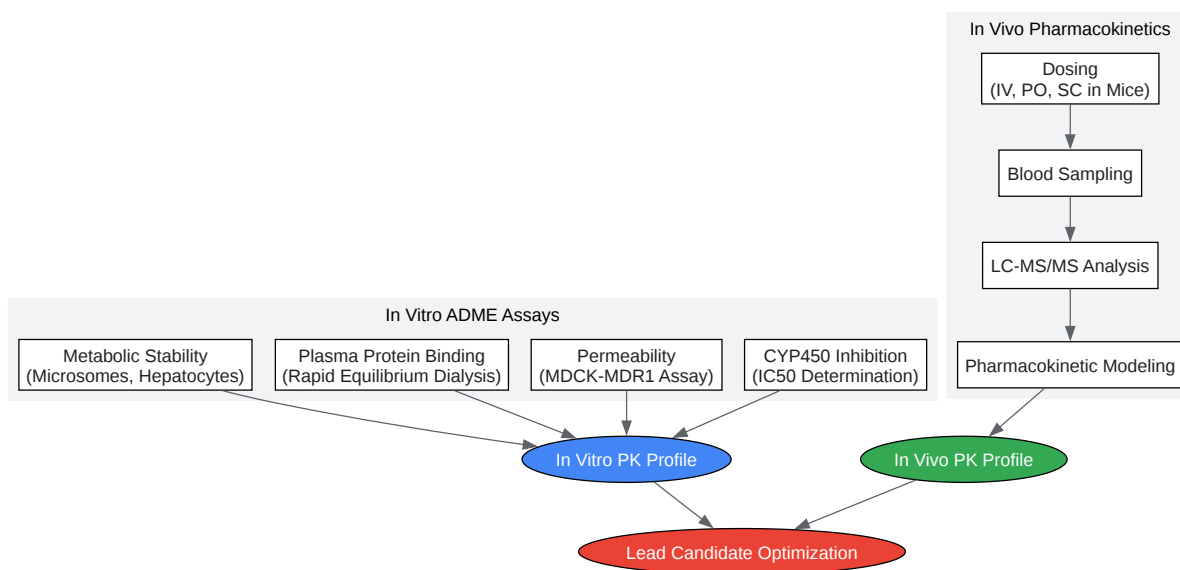 In Vivo Pharmacokinetics
Dosing
(IV, PO, SC in Mice)
Blood Sampling
LC-MS/MS Analysis
Pharmacokinetic Modeling
In Vitro ADME Assays
Metabolic Stability
(Microsomes, Hepatocytes)
Plasma Protein Binding
(Rapid Equilibrium Dialysis)
Permeability
(MDCK-MDR1 Assay)
CYP450 Inhibition
(IC50 Determination)
In Vitro PK Profile
In Vivo PK Profile
Lead Candidate Optimization